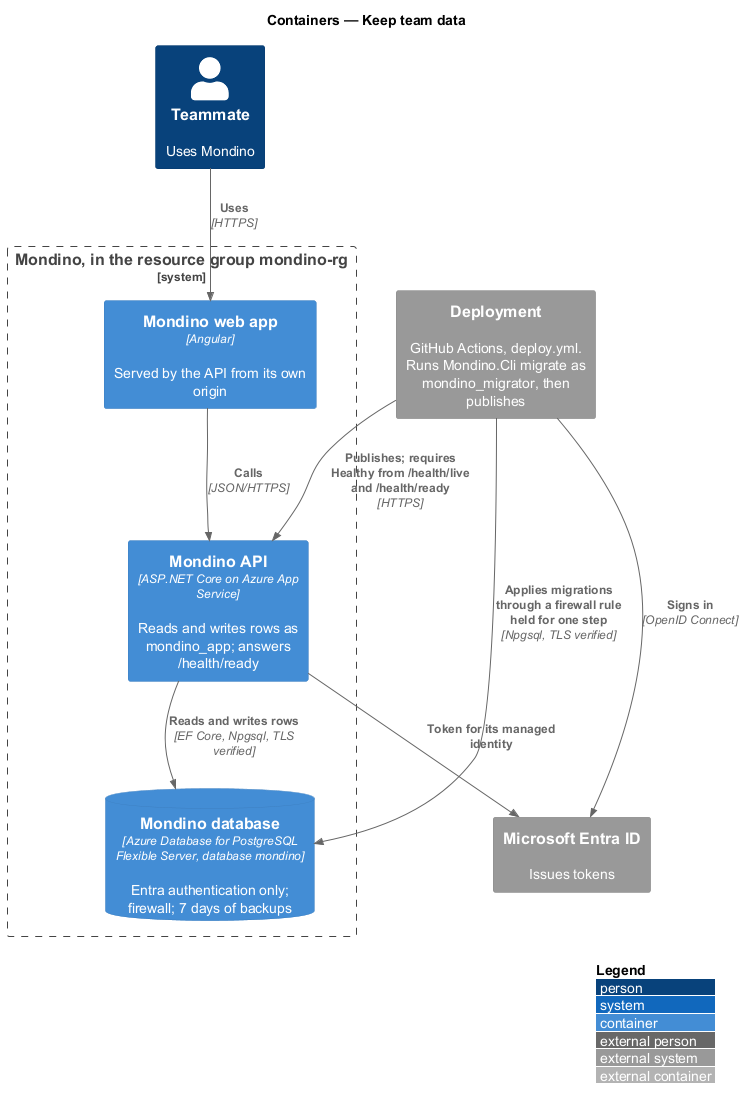 Containers — Keep team data
Teammate
Uses Mondino
Uses
[HTTPS]
Mondino, in the resource group mondino-rg
[system]
Mondino web app
[Angular]
Served by the API from its own
origin
Deployment
GitHub Actions, deploy.yml.
Runs Mondino.Cli migrate as
mondino_migrator, then
publishes
Calls
[JSON/HTTPS]
Publishes; requires
Healthy from /health/live
and /health/ready
[HTTPS]
Mondino API
[ASP.NET Core on Azure App
Service]
Reads and writes rows as
mondino_app; answers
/health/ready
Applies migrations
through a firewall rule
held for one step
[Npgsql, TLS verified]
Signs in
[OpenID Connect]
Reads and writes rows
[EF Core, Npgsql, TLS
verified]
Token for its managed
identity
Mondino database
[Azure Database for PostgreSQL
Flexible Server, database mondino]
Entra authentication only;
firewall; 7 days of backups
Microsoft Entra ID
Issues tokens
Legend
person
system
container
external person
external system
external container